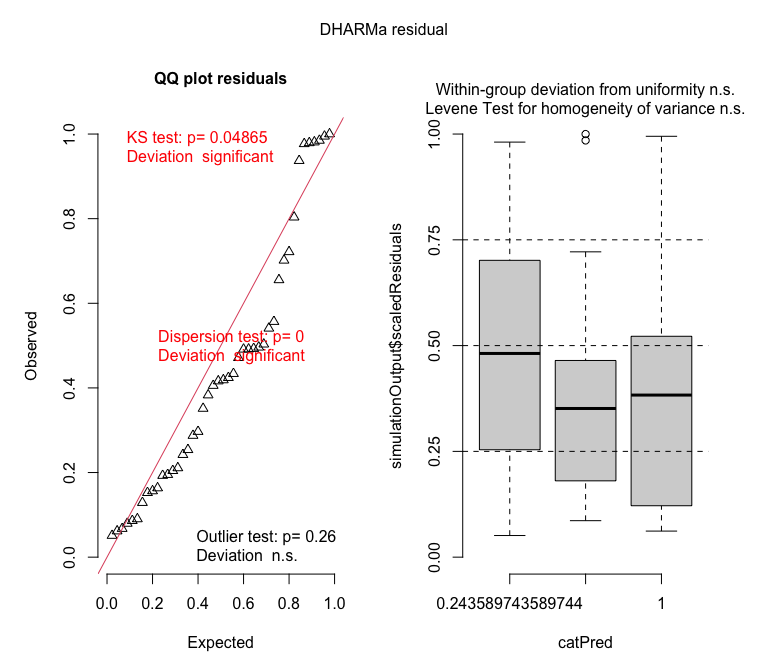 DHARMa residual
QQ plot residuals
KS test: p= 0.04865
Deviation  significant
Dispersion test: p= 0
Deviation  significant
Outlier test: p= 0.26
Deviation  n.s.
Observed
0.0 0.2 0.4 0.6 0.8 1.0
0.0 0.2 0.4 0.6 0.8 1.0
Expected
Within-group deviation from uniformity n.s.
Levene Test for homogeneity of variance n.s.
simulationOutput$scaledResiduals
0.00 0.25 0.50 0.75 1.00
0.243589743589744 1
catPred